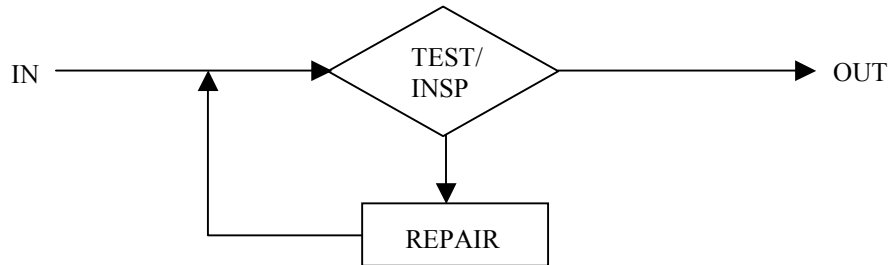 IN
TEST/
INSP
OUT
REPAIR